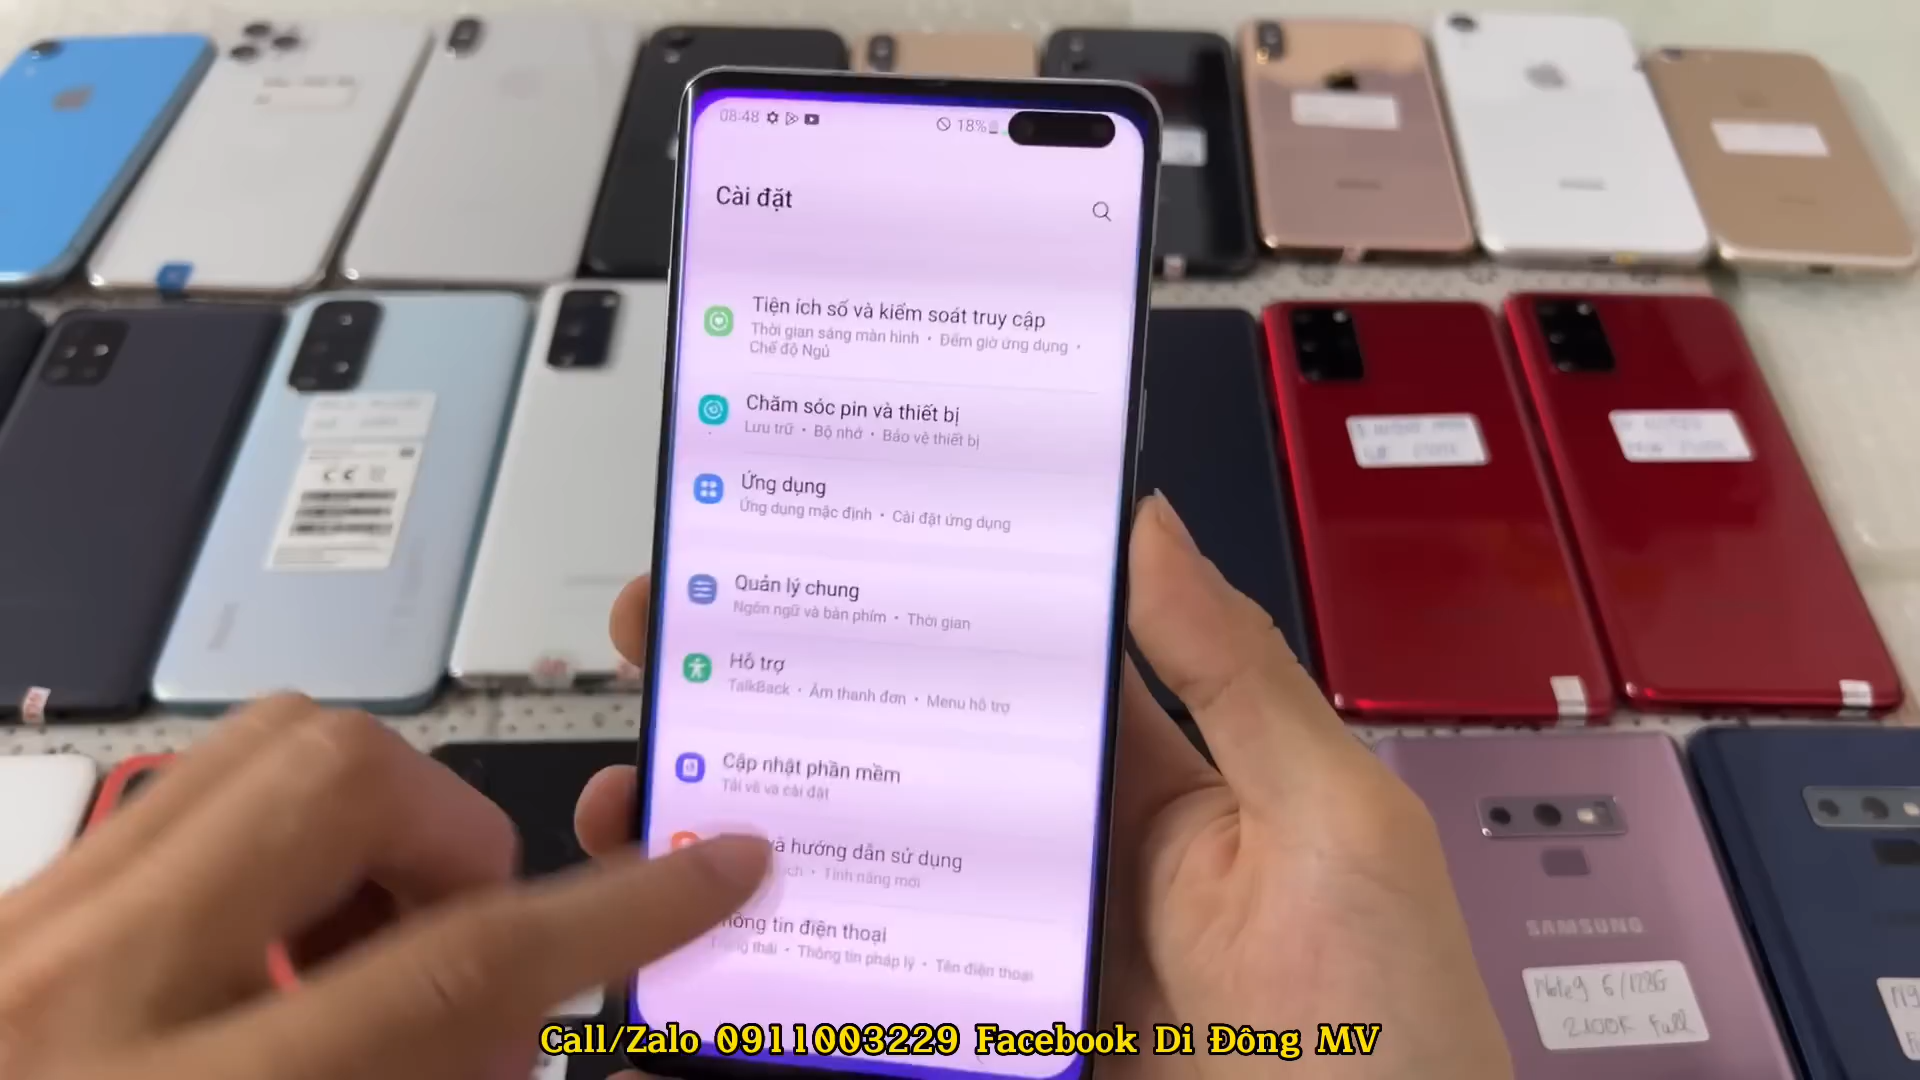 08:48
18%
Cài đặt
Tiện ích số và kiểm soát truy cập
Thời gian sáng màn hình • Đếm giờ ứng dụng •
Chế độ Ngủ
Chăm sóc pin và thiết bị
Lưu trữ • Bộ nhớ • Bảo vệ thiết bị
Ứng dụng
Ứng dụng mặc định • Cài đặt ứng dụng
Quản lý chung
Ngôn ngữ và bàn phím • Thời gian
Hỗ trợ
TalkBack • Âm thanh đơn • Menu hỗ trợ
Cập nhật phần mềm
Tải về và cài đặt
và hướng dẫn sử dụng
ích • Tính năng mới
hông tin điện thoại
Trạng thái • Thông tin pháp lý • Tên điện thoại
SAMSUNG
Note9 6/128G
2100K Full
Call/Zalo 0911003229 Facebook Di Đông MV